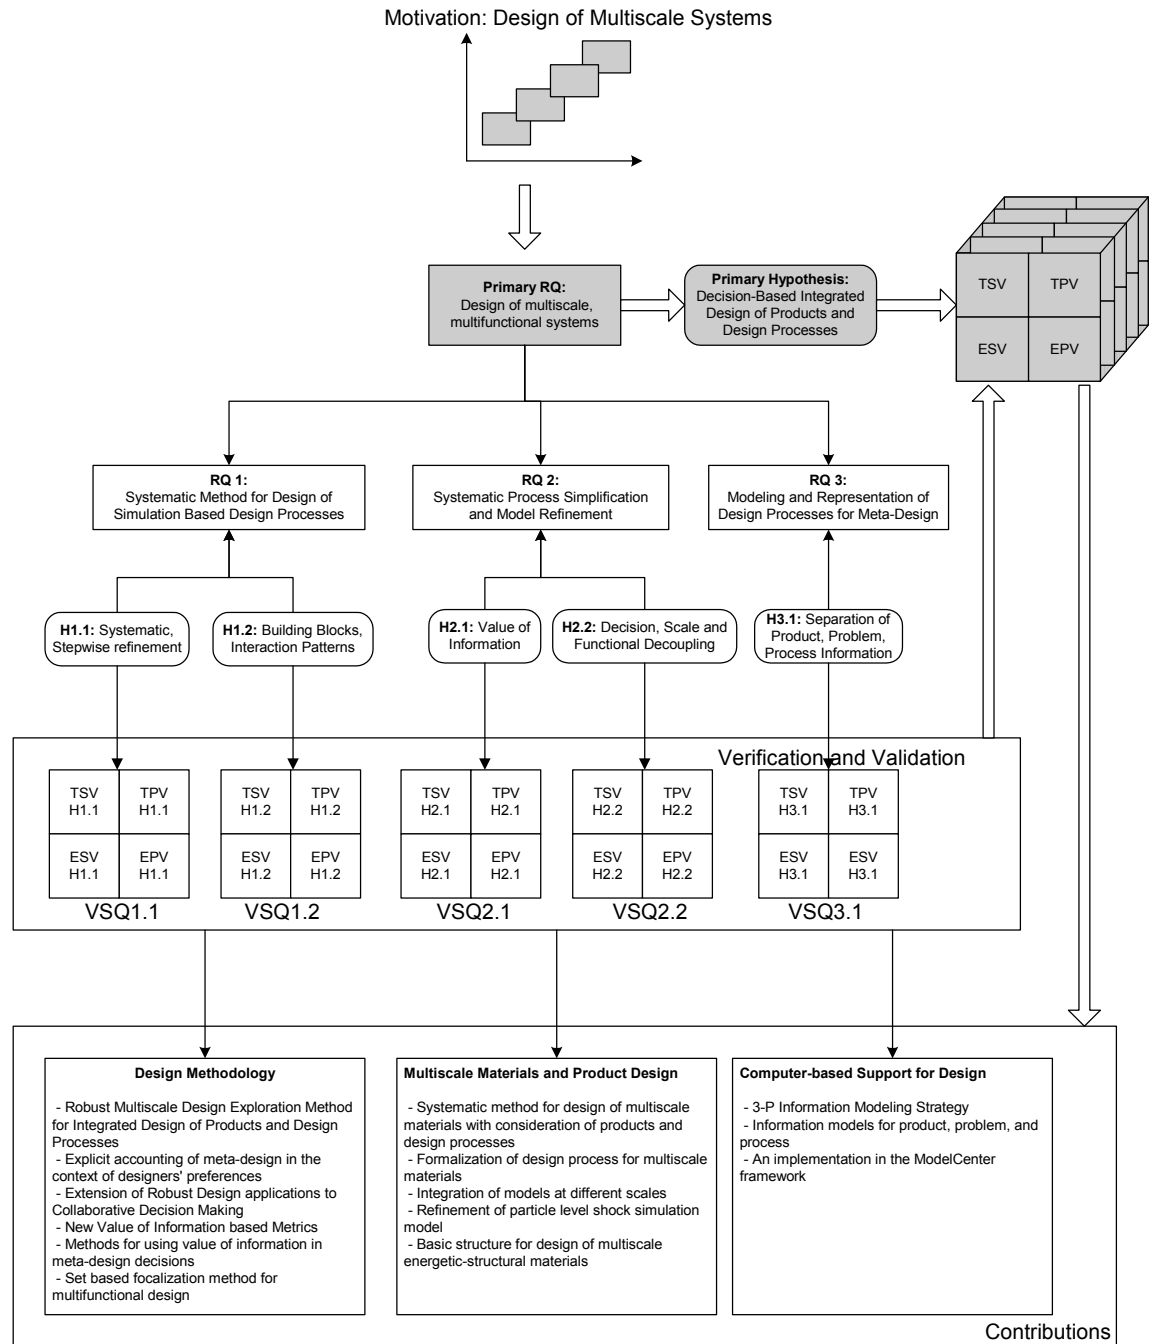 Motivation: Design of Multiscale Systems
Primary RQ:
Design of multiscale,
multifunctional systems
Primary Hypothesis:
Decision-Based Integrated
Design of Products and
Design Processes
TSV TPV
ESV EPV
RQ 1:
Systematic Method for Design of
Simulation Based Design Processes
RQ 2:
Systematic Process Simplification
and Model Refinement
RQ 3:
Modeling and Representation of
Design Processes for Meta-Design
H1.1: Systematic,
Stepwise refinement
H1.2: Building Blocks,
Interaction Patterns
H2.1: Value of
Information
H2.2: Decision, Scale and
Functional Decoupling
H3.1: Separation of
Product, Problem,
Process Information
Verification and Validation
TSV TPV
H1.1 H1.1
ESV EPV
H1.1 H1.1
VSQ1.1
TSV TPV
H1.2 H1.2
ESV EPV
H1.2 H1.2
VSQ1.2
TSV TPV
H2.1 H2.1
ESV EPV
H2.1 H2.1
VSQ2.1
TSV TPV
H2.2 H2.2
ESV EPV
H2.2 H2.2
VSQ2.2
TSV TPV
H3.1 H3.1
ESV ESV
H3.1 H3.1
VSQ3.1
Design Methodology
- Robust Multiscale Design Exploration Method
for Integrated Design of Products and Design
Processes
- Explicit accounting of meta-design in the
context of designers' preferences
- Extension of Robust Design applications to
Collaborative Decision Making
- New Value of Information based Metrics
- Methods for using value of information in
meta-design decisions
- Set based focalization method for
multifunctional design
Multiscale Materials and Product Design
- Systematic method for design of multiscale
materials with consideration of products and
design processes
- Formalization of design process for multiscale
materials
- Integration of models at different scales
- Refinement of particle level shock simulation
model
- Basic structure for design of multiscale
energetic-structural materials
Computer-based Support for Design
- 3-P Information Modeling Strategy
- Information models for product, problem, and
process
- An implementation in the ModelCenter
framework
Contributions